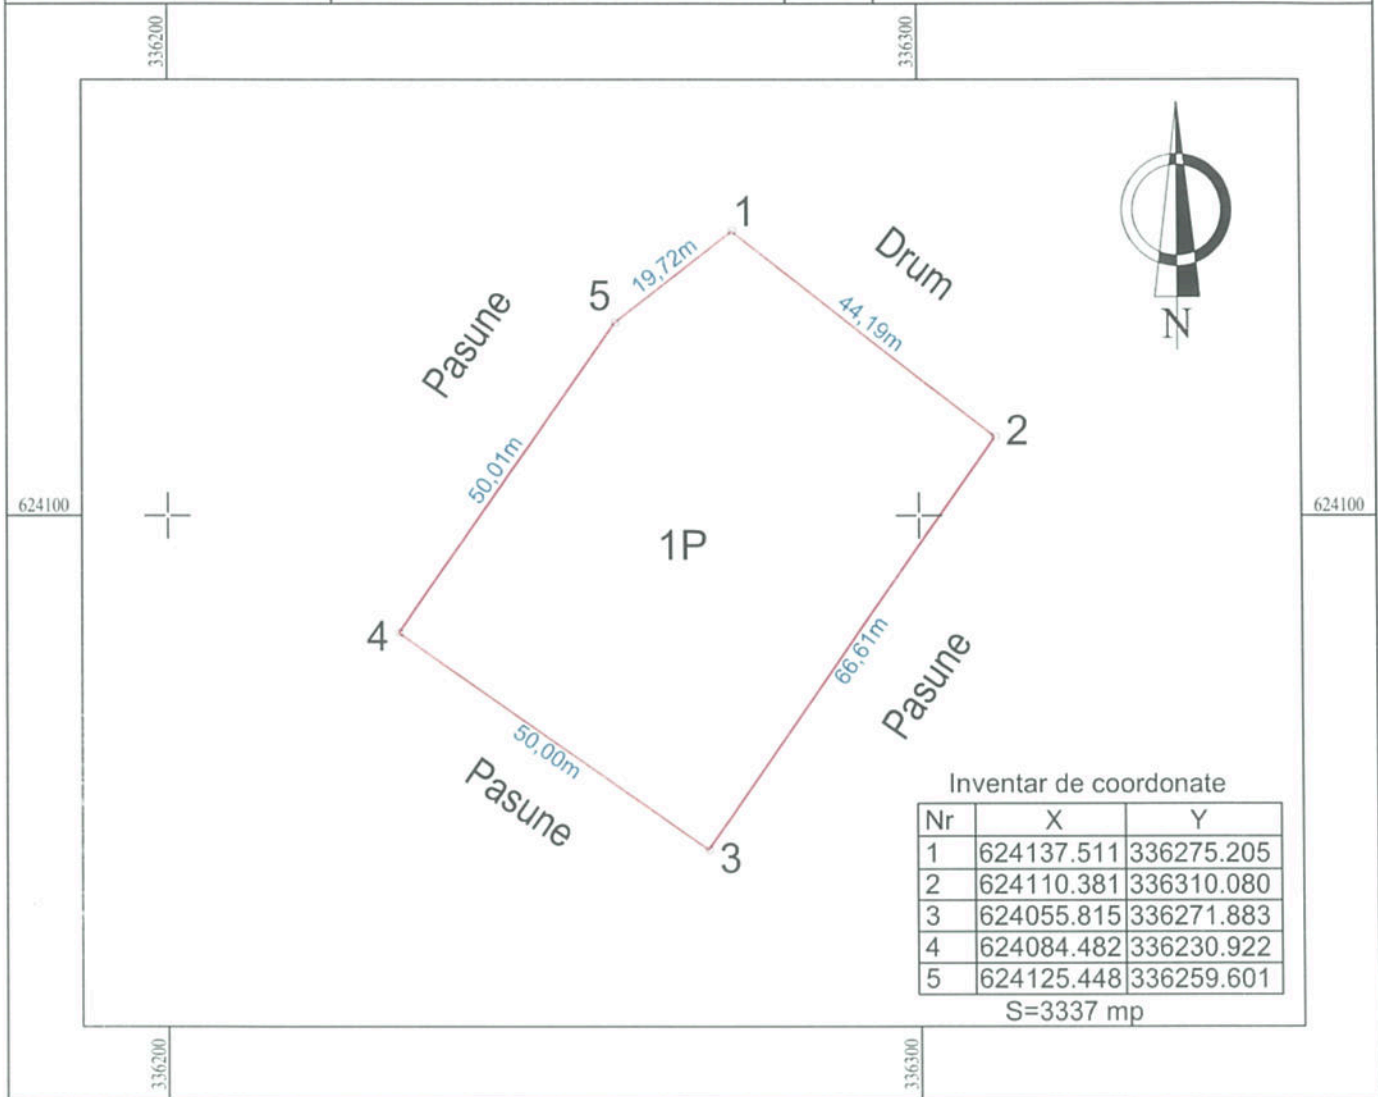 336200
336300
1
Drum
19,72m
5
44,19m
Pasune
N
2
50,01m
624100
624100
1P
4
66,61m
Pasune
50,00m
Pasune
3
Inventar de coordonate
Nr X Y
1 624137.511 336275.205
2 624110.381 336310.080
3 624055.815 336271.883
4 624084.482 336230.922
5 624125.448 336259.601
S=3337 mp
336200
336300